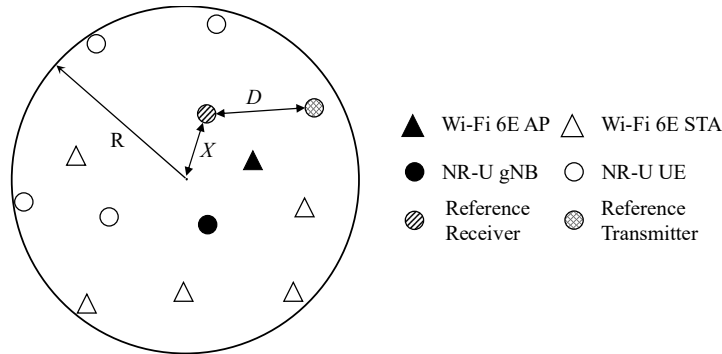 R
X
D
Wi-Fi 6E AP
Wi-Fi 6E STA
NR-U gNB
NR-U UE
Reference
Receiver
Reference
Transmitter